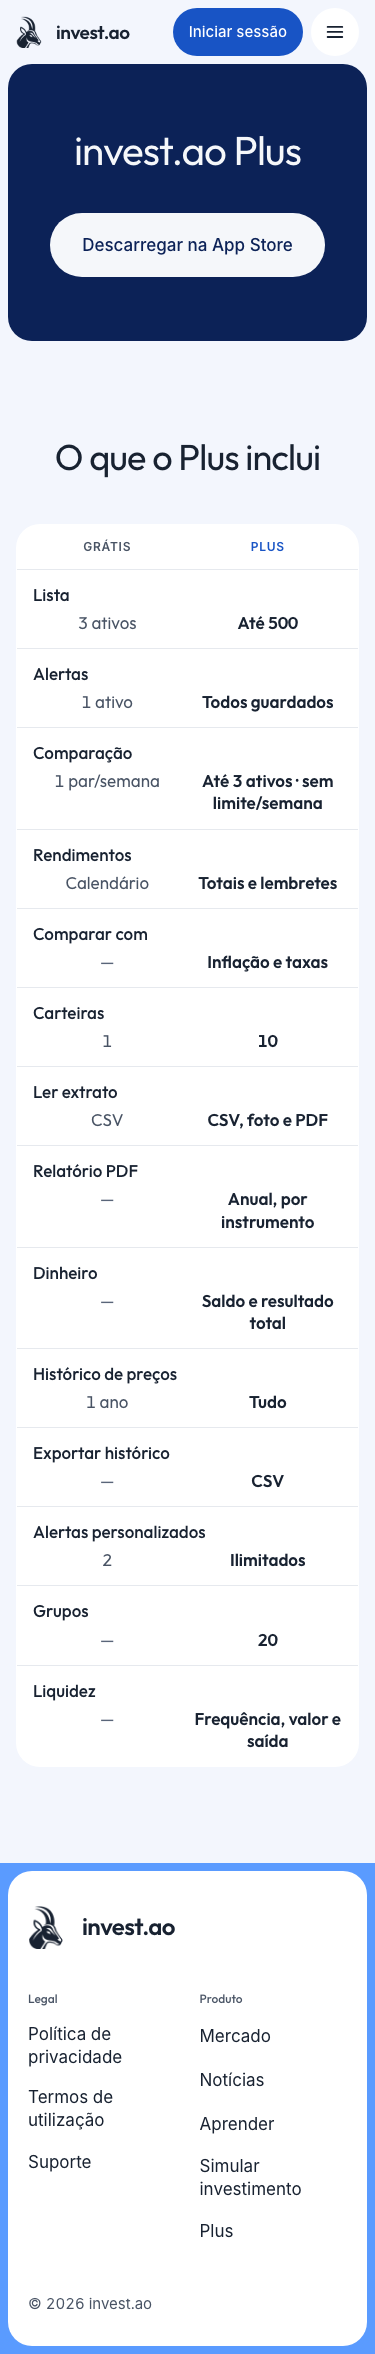 invest.ao
Iniciar sessão
invest.ao Plus
Descarregar na App Store
O que o Plus inclui
GRÁTIS PLUS
Lista
3 ativos Até 500
Alertas
1 ativo Todos guardados
Comparação
1 par/semana Até 3 ativos · sem
limite/semana
Rendimentos
Calendário Totais e lembretes
Comparar com
— Inflação e taxas
Carteiras
1 10
Ler extrato
CSV CSV, foto e PDF
Relatório PDF
— Anual, por
instrumento
Dinheiro
— Saldo e resultado
total
Histórico de preços
1 ano Tudo
Exportar histórico
— CSV
Alertas personalizados
2 Ilimitados
Grupos
— 20
Liquidez
— Frequência, valor e
saída
invest.ao
Legal
Política de
privacidade
Termos de
utilização
Suporte
Produto
Mercado
Notícias
Aprender
Simular
investimento
Plus
© 2026 invest.ao